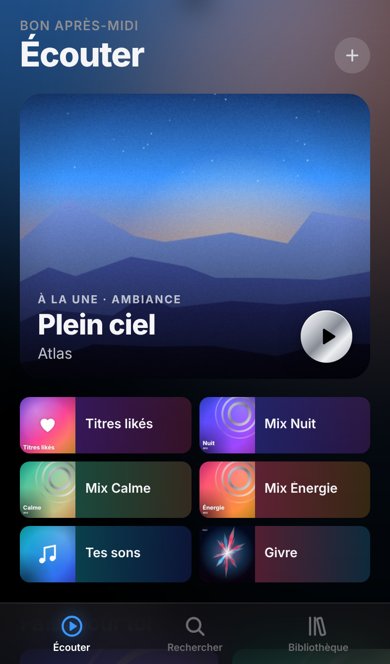 BON APRÈS-MIDI
Écouter
À LA UNE · AMBIANCE
Plein ciel
Atlas
Titres likés
Titres likés
Nuit
Mix Nuit
Calme
Mix Calme
Énergie
Mix Énergie
Tes sons
Givre
Écouter
Rechercher
Bibliothèque